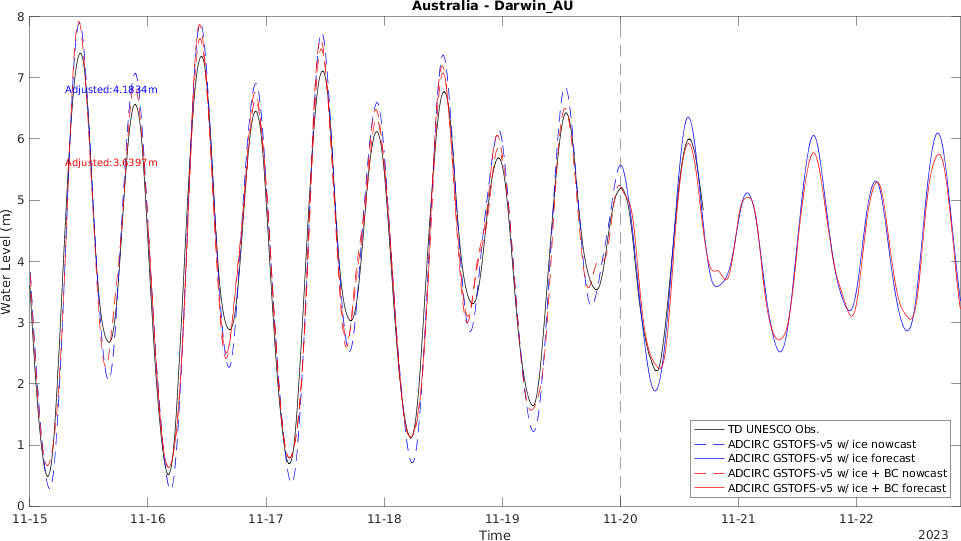 Australia - Darwin_AU
8
7
Adjusted:4.1834m
6
Adjusted:3.6397m
5
4
Water Level (m)
3
2
1
0
TD UNESCO Obs.
ADCIRC GSTOFS-v5 w/ ice nowcast
ADCIRC GSTOFS-v5 w/ ice forecast
ADCIRC GSTOFS-v5 w/ ice + BC nowcast
ADCIRC GSTOFS-v5 w/ ice + BC forecast
11-15 11-16 11-17 11-18 11-19 11-20 11-21 11-22
Time
2023